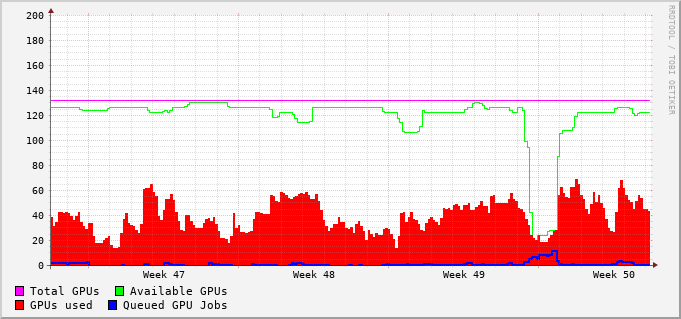 200
180
160
140
120
100
80
60
40
20
0
Week 47 Week 48 Week 49 Week 50
Total GPUs Available GPUs
GPUs used Queued GPU Jobs
RRDTOOL / TOBI OETIKER